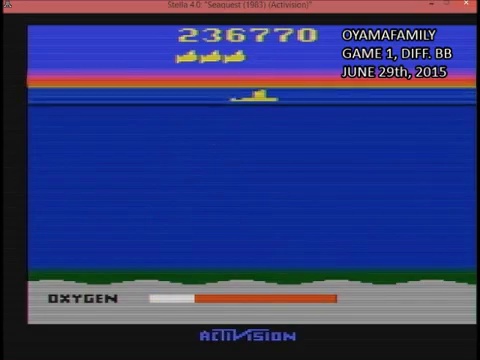 Stella 4.0: "Seaquest (1983) (Activision)"
236770
OYAMAFAMILY
GAME 1, DIFF. BB
JUNE 29th, 2015
OXYGEN
ACTIVISION